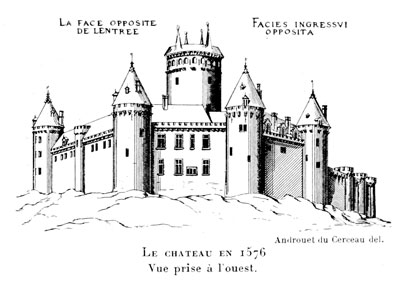 LA FACE OPPOSITE
DE LENTREE
FACIES INGRESSVI
OPPOSITA
Androuet du Cerceau del.
LE CHATEAU EN 1576
Vue prise à l'ouest.